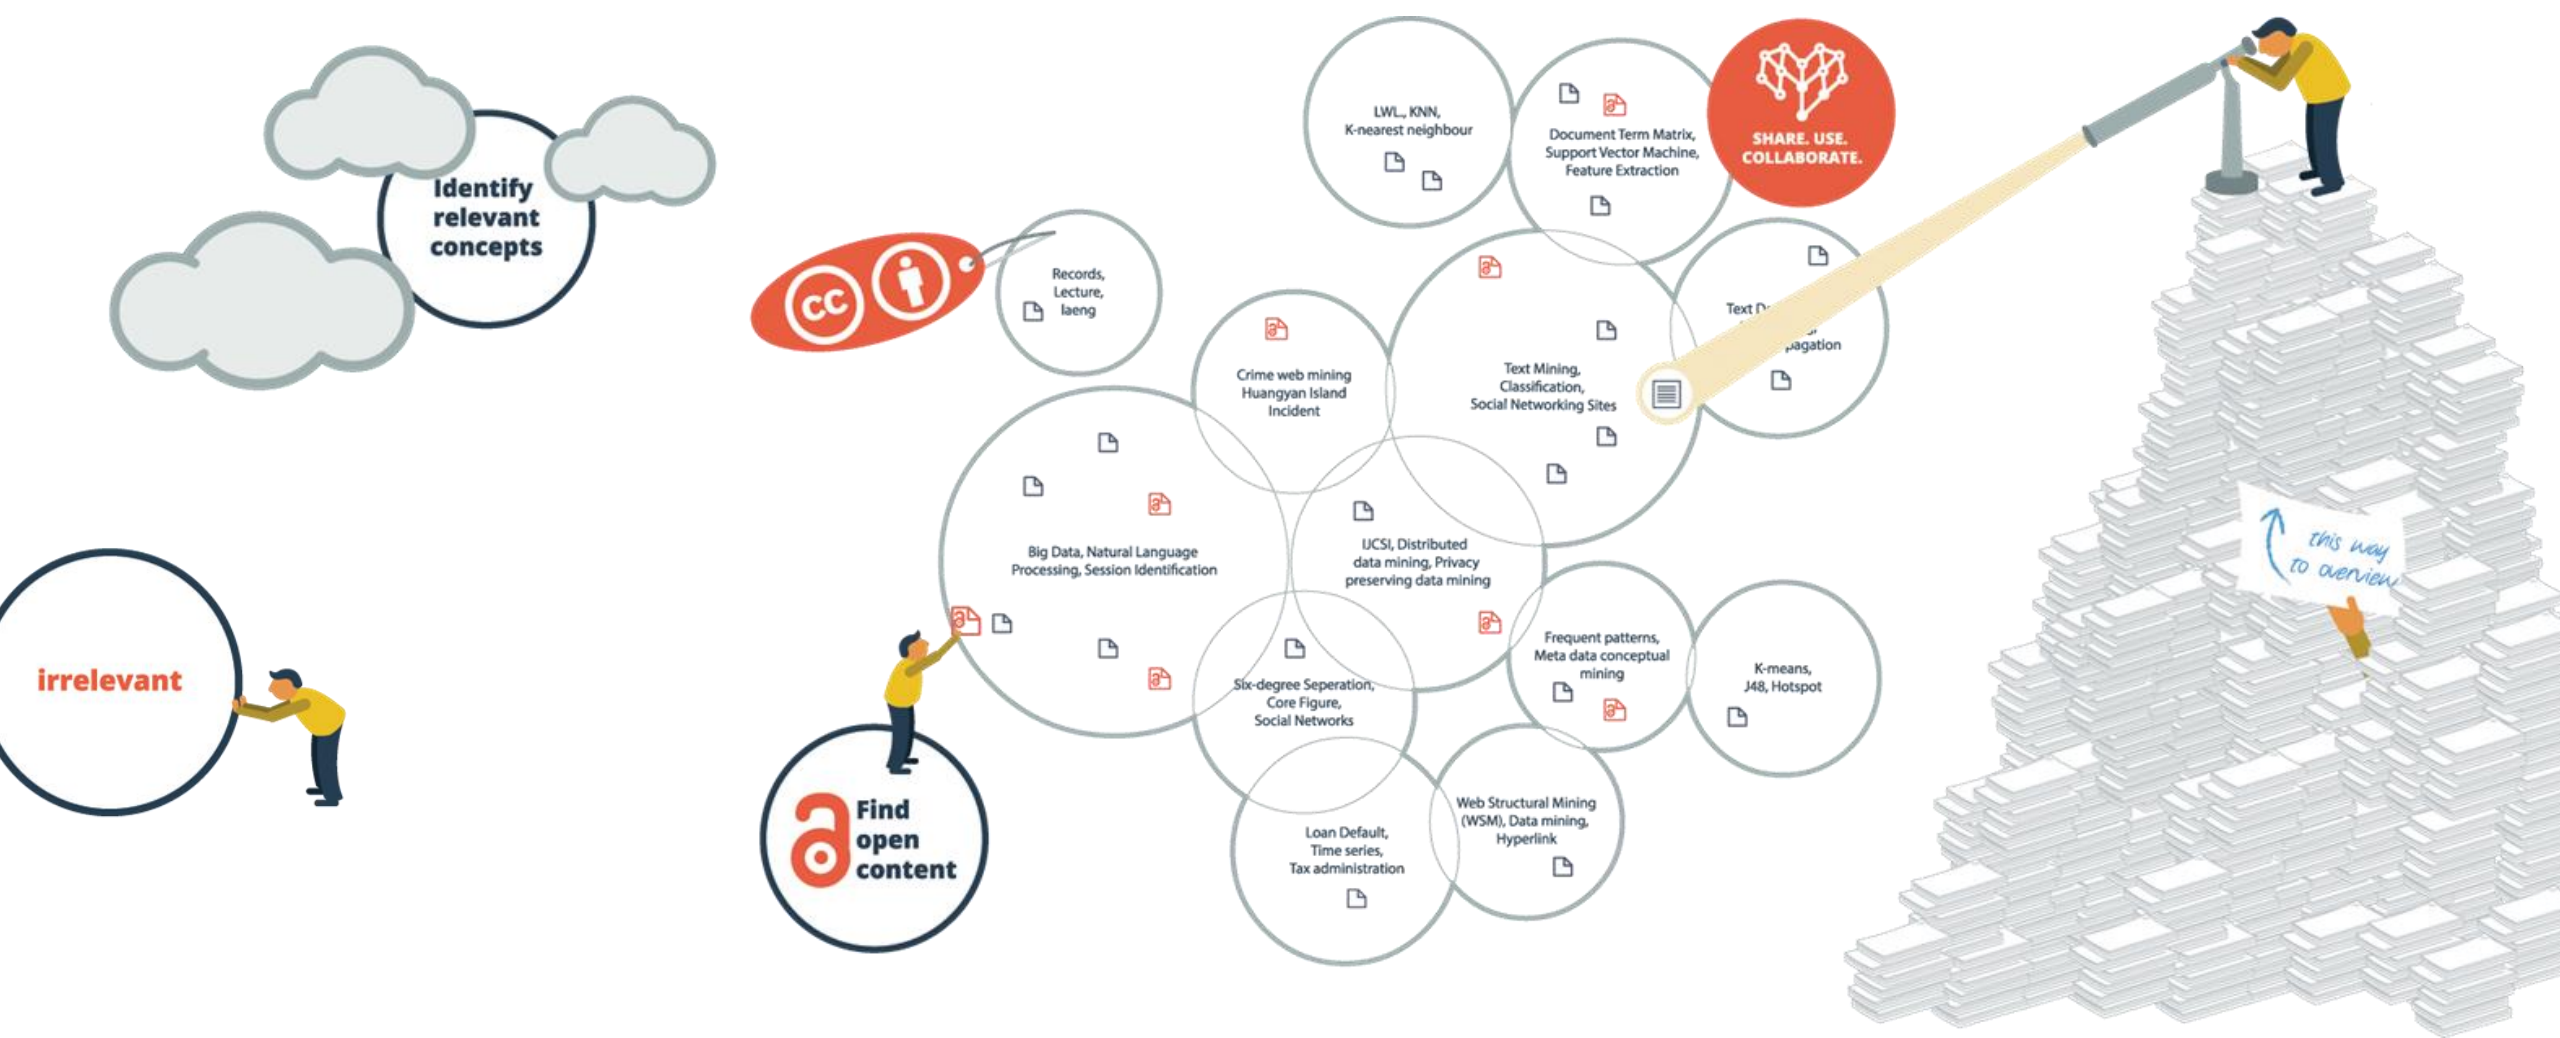 Identify
relevant
concepts
irrelevant
cc
Records,
Lecture,
Iaeng
LWL, KNN,
K-nearest neighbour
Document Term Matrix,
Support Vector Machine,
Feature Extraction
SHARE. USE.
COLLABORATE.
Crime web mining
Huangyan Island
Incident
Text Mining,
Classification,
Social Networking Sites
Text
Big Data, Natural Language
Processing, Session Identification
IJCSI, Distributed
data mining, Privacy
preserving data mining
Six-degree Seperation,
Core Figure,
Social Networks
Frequent patterns,
Meta data conceptual
mining
K-means,
J48, Hotspot
Loan Default,
Time series,
Tax administration
Web Structural Mining
(WSM), Data mining,
Hyperlink
Find
open
content
this way
to overview